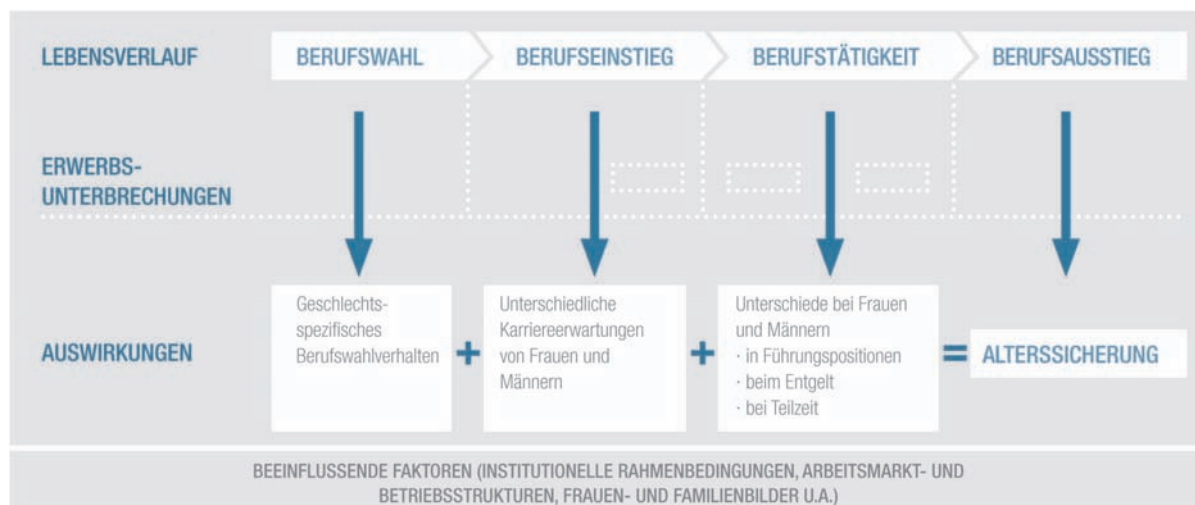 LEBENSVERLAUF
BERUFSWAHL
BERUFSEINSTIEG
BERUFSTÄTIGKEIT
BERUFSAUSSTIEG
ERWERBS-
UNTERBRECHUNGEN
AUSWIRKUNGEN
Geschlechts-
spezifisches
Berufswahlverhalten
+
Unterschiedliche
Karriereerwartungen
von Frauen und
Männern
+
Unterschiede bei Frauen
und Männern
· in Führungspositionen
· beim Entgelt
· bei Teilzeit
=
ALTERSSICHERUNG
BEEINFLUSSENDE FAKTOREN (INSTITUTIONELLE RAHMENBEDINGUNGEN, ARBEITSMARKT- UND
BETRIEBSSTRUKTUREN, FRAUEN- UND FAMILIENBILDER U.A.)